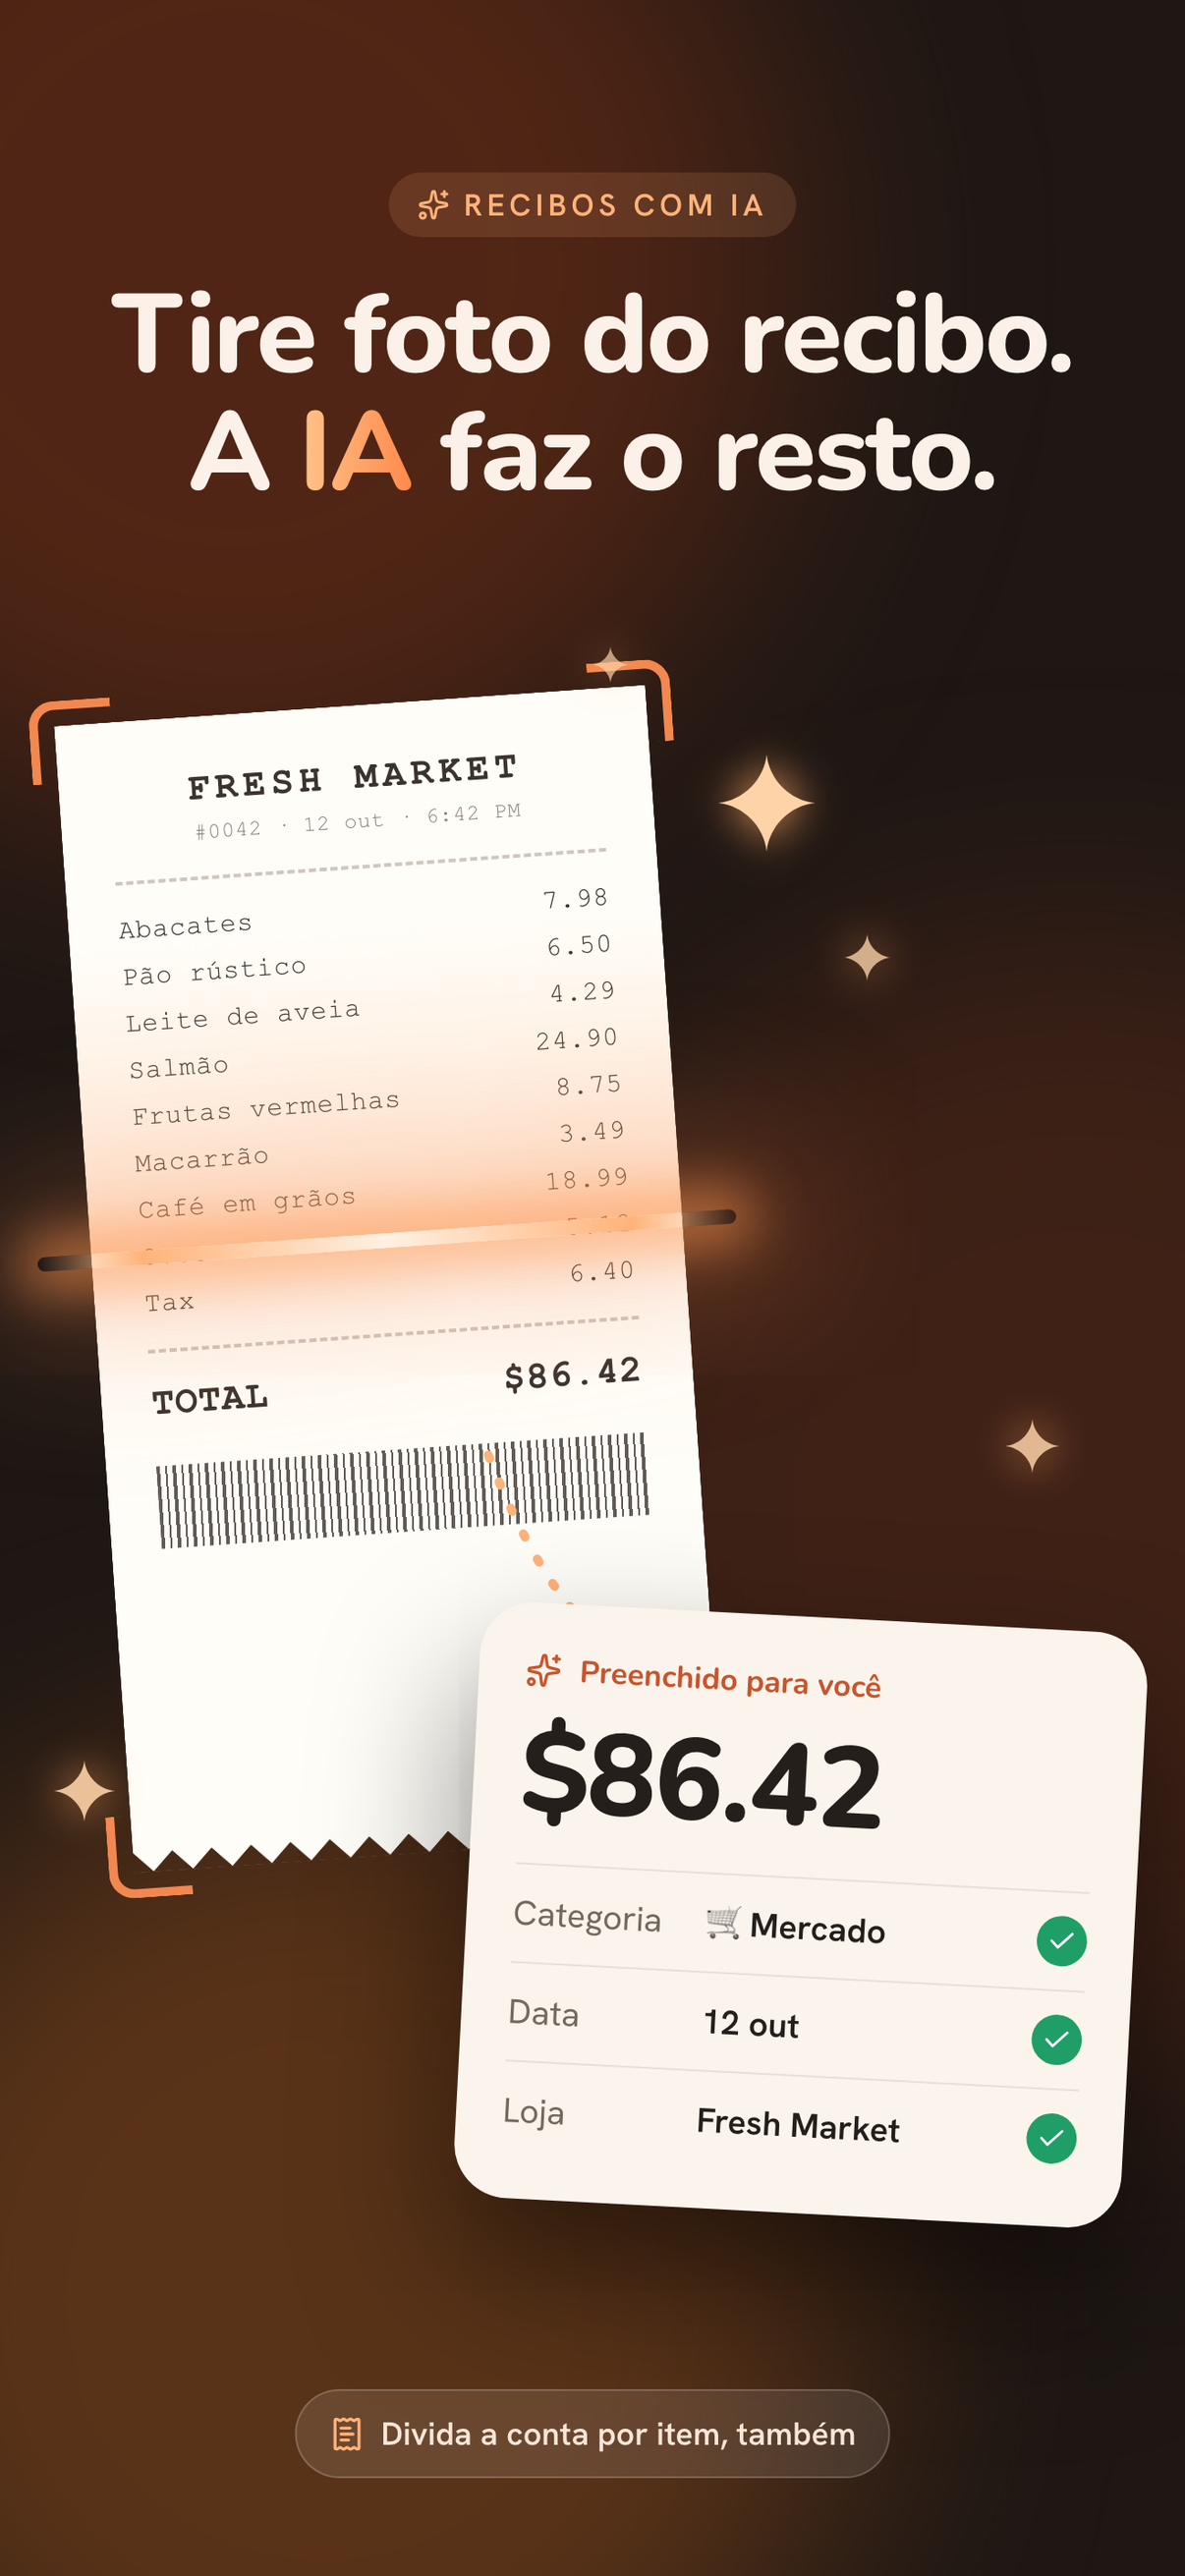 RECIBOS COM IA
Tire foto do recibo.
A IA faz o resto.
FRESH MARKET
#0042 · 12 out · 6:42 PM
Abacates 7.98
Pão rústico 6.50
Leite de aveia 4.29
Salmão 24.90
Frutas vermelhas 8.75
Macarrão 3.49
Café em grãos 18.99
Tax 6.40
TOTAL $86.42
Preenchido para você
$86.42
Categoria 🛒 Mercado
Data 12 out
Loja Fresh Market
Divida a conta por item, também